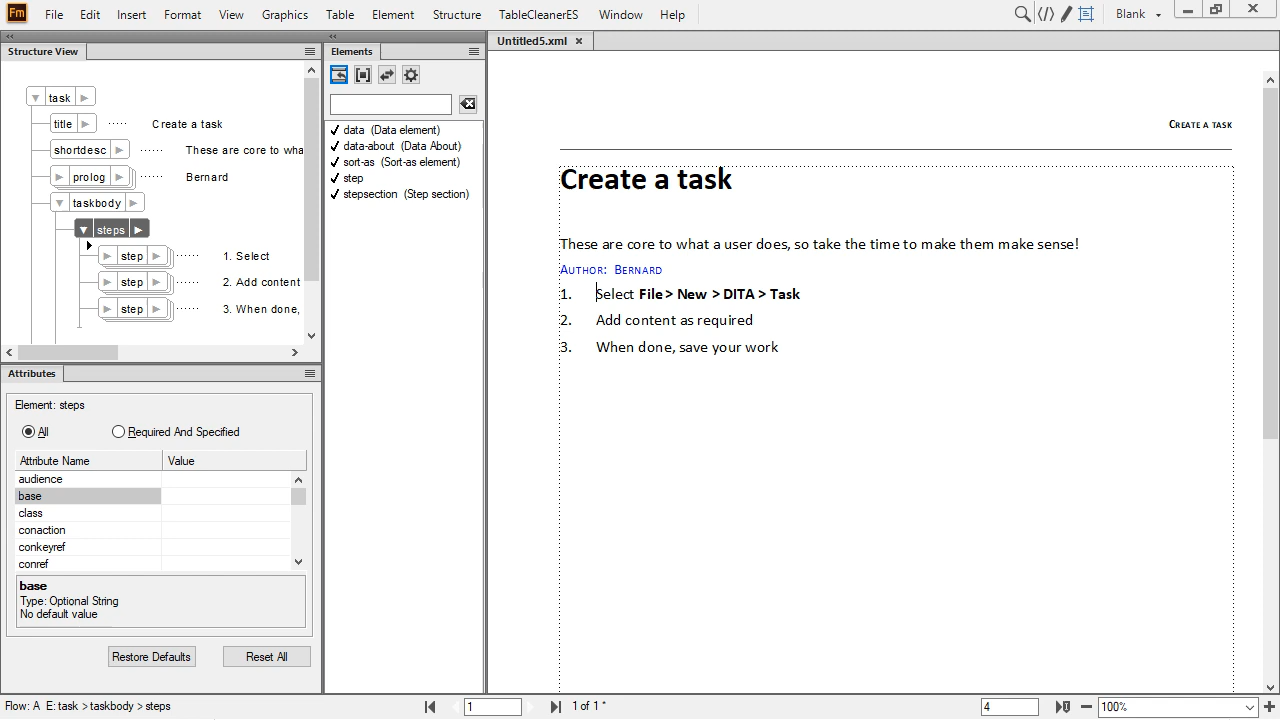 Fm File Edit Insert Format View Graphics Table Element Structure TableCleanerES Window Help Blank
Structure View
task
title Create a task
shortdesc These are core to wha
prolog Bernard
taskbody
steps
step 1. Select
step 2. Add content
step 3. When done,
Attributes
Element: steps
All Required And Specified
Attribute Name Value
audience
base
class
conaction
conkeyref
conref
base
Type: Optional String
No default value
Restore Defaults Reset All
Elements
data (Data element)
data-about (Data About)
sort-as (Sort-as element)
step
stepsection (Step section)
Untitled5.xml
Create a task
Create a task
These are core to what a user does, so take the time to make them make sense!
Author: Bernard
1. Select File > New > DITA > Task
2. Add content as required
3. When done, save your work
Flow: A E: task > taskbody > steps 1 1 of 1 * 4 100%